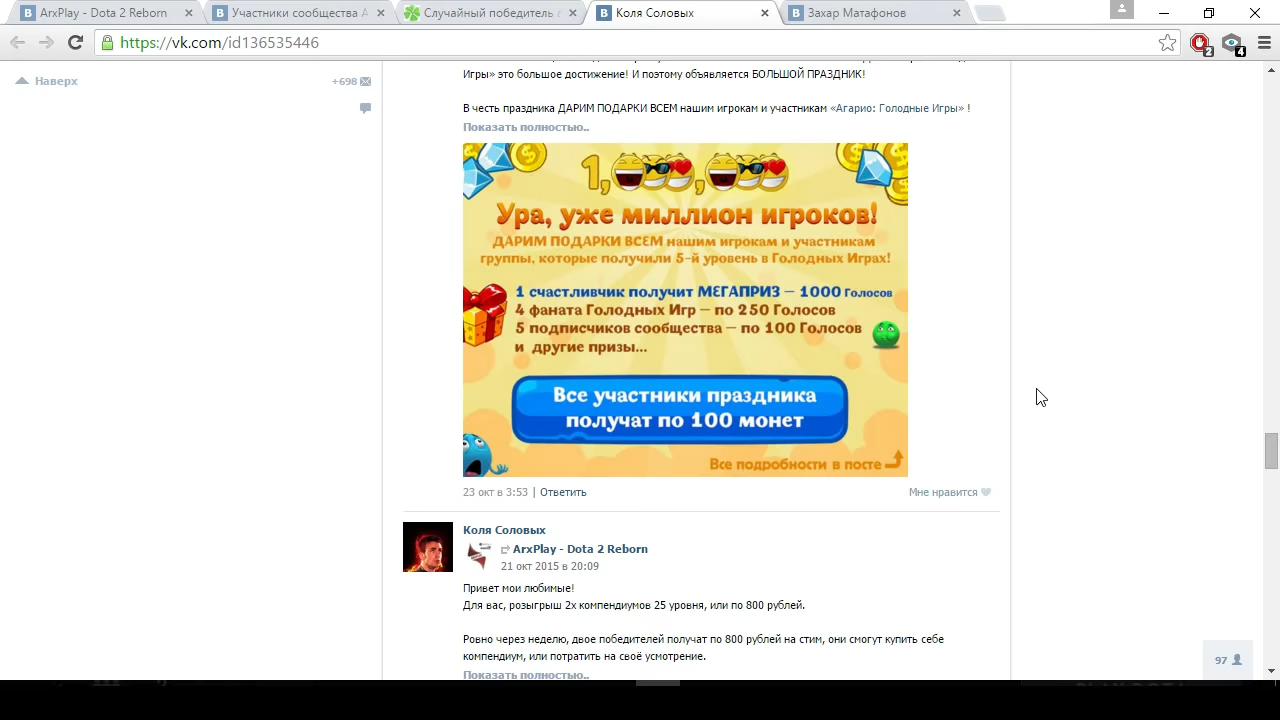 ArxPlay - Dota 2 Reborn
Участники сообщества A
Случайный победитель
Коля Соловых
Захар Матафонов
https://vk.com/id136535446
2
4
Наверх
+698
Игры» это большое достижение! И поэтому объявляется БОЛЬШОЙ ПРАЗДНИК!
В честь праздника ДАРИМ ПОДАРКИ ВСЕМ нашим игрокам и участникам «Агарио: Голодные Игры» !
Показать полностью..
1,
Ура, уже миллион игроков!
ДАРИМ ПОДАРКИ ВСЕМ нашим игрокам и участникам
группы, которые получили 5-й уровень в Голодных Играх!
1 счастливчик получит МЕГАПРИЗ – 1000 Голосов
4 фаната Голодных Игр – по 250 Голосов
5 подписчиков сообщества – по 100 Голосов
и другие призы...
Все участники праздника
получат по 100 монет
Все подробности в посте
23 окт в 3:53 | Ответить
Мне нравится
Коля Соловых
ArxPlay - Dota 2 Reborn
21 окт 2015 в 20:09
Привет мои любимые!
Для вас, розыгрыш 2х компендиумов 25 уровня, или по 800 рублей.
Ровно через неделю, двое победителей получат по 800 рублей на стим, они смогут купить себе
компендиум, или потратить на своё усмотрение.
Показать полностью..
97